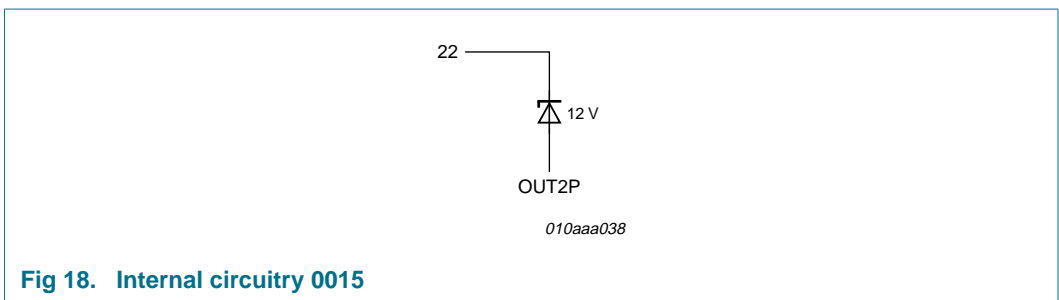 22
12 V
OUT2P
010aaa038
Fig 18. Internal circuitry 0015